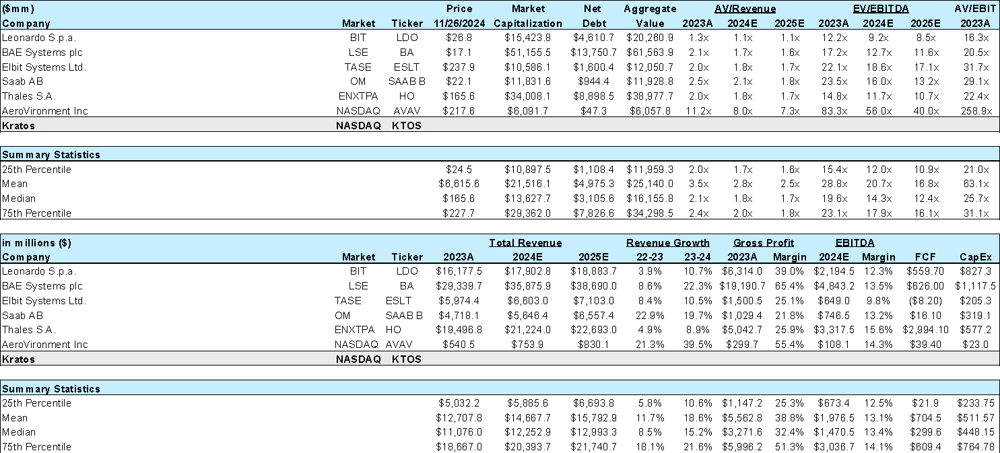 ($mm) Price Market Net Aggregate AV/Revenue EV/EBITDA AV/EBIT
Company Market Ticker 11/26/2024 Capitalization Debt Value 2023A 2024E 2025E 2023A 2024E 2025E 2023A
Leonardo S.p.a. BIT LDO $26.8 $15,423.8 $4,610.7 $20,260.9 1.3x 1.1x 1.1x 12.2x 9.2x 8.5x 16.3x
BAE Systems plc LSE BA $17.1 $51,155.5 $13,750.7 $61,563.9 2.1x 1.7x 1.6x 17.2x 12.7x 11.6x 20.5x
Elbit Systems Ltd. TASE ESLT $237.9 $10,586.1 $1,600.4 $12,050.7 2.0x 1.8x 1.7x 22.1x 18.6x 17.1x 31.7x
Saab AB OM SAAB B $22.1 $11,831.6 $944.4 $11,928.8 2.5x 2.1x 1.8x 23.5x 16.0x 13.2x 29.1x
Thales S.A. ENXTPA HO $165.6 $34,008.1 $8,898.5 $38,977.7 2.0x 1.8x 1.7x 14.8x 11.7x 10.7x 22.4x
AeroVironment Inc NASDAQ AVAV $217.6 $6,091.7 $47.3 $6,057.8 11.2x 8.0x 7.3x 83.3x 56.0x 40.0x 258.9x
Kratos NASDAQ KTOS
Summary Statistics
25th Percentile $24.5 $10,897.5 $1,108.4 $11,959.3 2.0x 1.7x 1.6x 15.4x 12.0x 10.9x 21.0x
Mean $6,615.6 $21,516.1 $4,975.3 $25,140.0 3.5x 2.8x 2.5x 28.8x 20.7x 16.8x 63.1x
Median $165.6 $13,627.7 $3,105.6 $16,155.8 2.1x 1.8x 1.7x 19.6x 14.3x 12.4x 25.7x
75th Percentile $227.7 $29,362.0 $7,826.6 $34,298.5 2.4x 2.0x 1.8x 23.1x 17.9x 16.1x 31.1x
in millions ($) Total Revenue Revenue Growth Gross Profit EBITDA
Company Market Ticker 2023A 2024E 2025E 22-23 23-24 2023A Margin 2024E Margin FCF CapEx
Leonardo S.p.a. BIT LDO $16,177.5 $17,902.8 $18,883.7 3.9% 10.7% $6,314.0 39.0% $2,194.5 12.3% $559.70 $827.3
BAE Systems plc LSE BA $29,339.7 $35,875.9 $38,690.0 8.6% 22.3% $19,190.7 65.4% $4,843.2 13.5% $626.00 $1,117.5
Elbit Systems Ltd. TASE ESLT $5,974.4 $6,603.0 $7,103.0 8.4% 10.5% $1,500.5 25.1% $649.0 9.8% ($8.20) $205.3
Saab AB OM SAAB B $4,718.1 $5,646.4 $6,557.4 22.9% 19.7% $1,029.4 21.8% $746.5 13.2% $16.10 $319.1
Thales S.A. ENXTPA HO $19,496.8 $21,224.0 $22,693.0 4.9% 8.9% $5,042.7 25.9% $3,317.5 15.6% $2,994.10 $577.2
AeroVironment Inc NASDAQ AVAV $540.5 $753.9 $830.1 21.3% 39.5% $299.7 55.4% $108.1 14.3% $39.40 $23.0
Kratos NASDAQ KTOS
Summary Statistics
25th Percentile $5,032.2 $5,885.6 $6,693.8 5.8% 10.6% $1,147.2 25.3% $673.4 12.5% $21.9 $233.75
Mean $12,707.8 $14,667.7 $15,792.9 11.7% 18.6% $5,562.8 38.8% $1,976.5 13.1% $704.5 $511.57
Median $11,076.0 $12,252.9 $12,993.3 8.5% 15.2% $3,271.6 32.4% $1,470.5 13.4% $299.6 $448.15
75th Percentile $18,667.0 $20,393.7 $21,740.7 18.1% 21.6% $5,996.2 51.3% $3,036.7 14.1% $609.4 $764.78